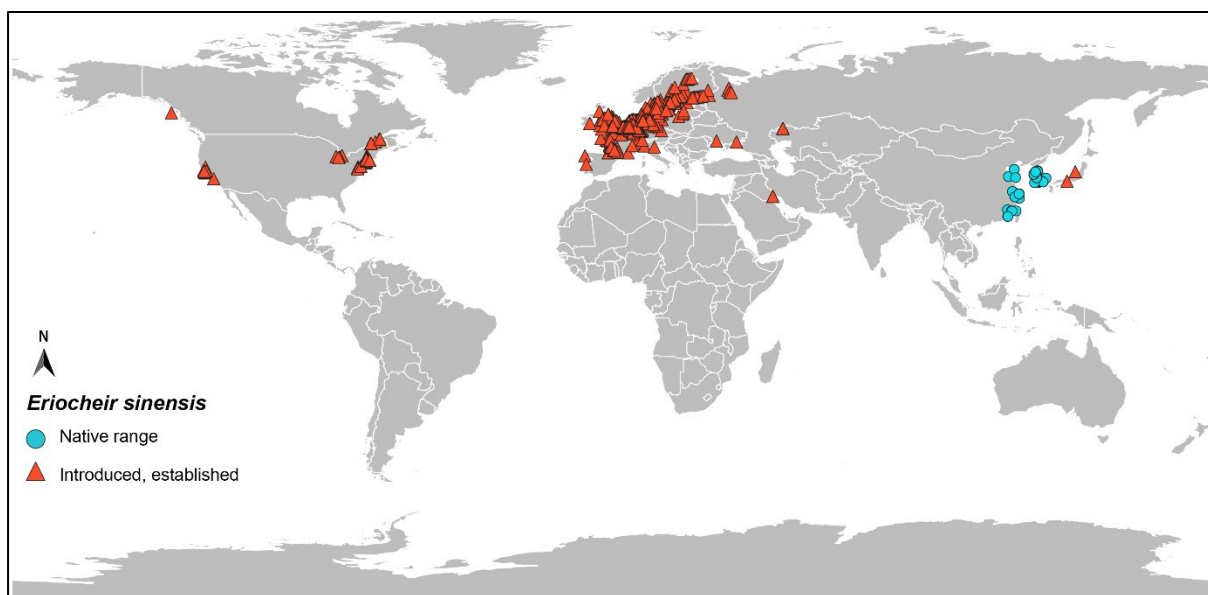 N
Eriocheir sinensis
Native range
Introduced, established